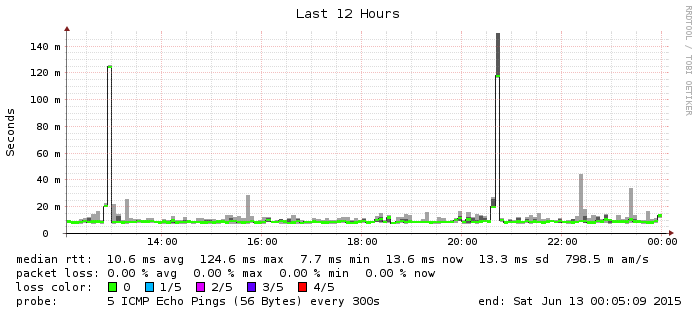 Last 12 Hours
RRDTOOL / TOBI OETIKER
Seconds
140 m
120 m
100 m
80 m
60 m
40 m
20 m
0
14:00 16:00 18:00 20:00 22:00 00:00
median rtt: 10.6 ms avg 124.6 ms max 7.7 ms min 13.6 ms now 13.3 ms sd 798.5 m am/s
packet loss: 0.00 % avg 0.00 % max 0.00 % min 0.00 % now
loss color: 0 1/5 2/5 3/5 4/5
probe: 5 ICMP Echo Pings (56 Bytes) every 300s end: Sat Jun 13 00:05:09 2015